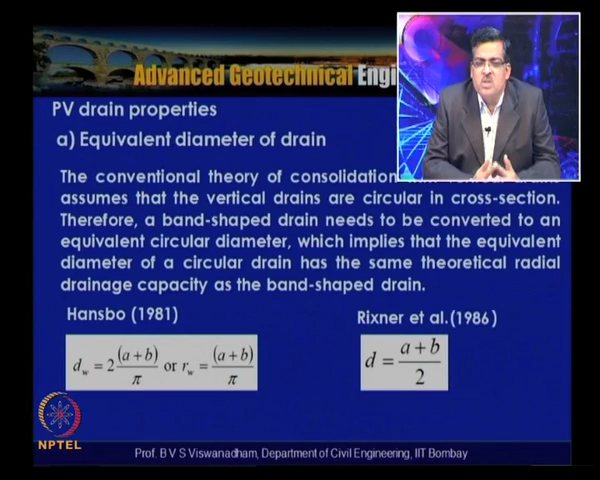 Advanced Geotechnical Engi
PV drain properties
a) Equivalent diameter of drain
The conventional theory of consolidation
assumes that the vertical drains are circular in cross-section.
Therefore, a band-shaped drain needs to be converted to an
equivalent circular diameter, which implies that the equivalent
diameter of a circular drain has the same theoretical radial
drainage capacity as the band-shaped drain.
Hansbo (1981)
Rixner et al.(1986)
d_w = 2 (a+b)/π or r_w = (a+b)/π
d = a+b/2
NPTEL
Prof. B V S Viswanadham, Department of Civil Engineering, IIT Bombay